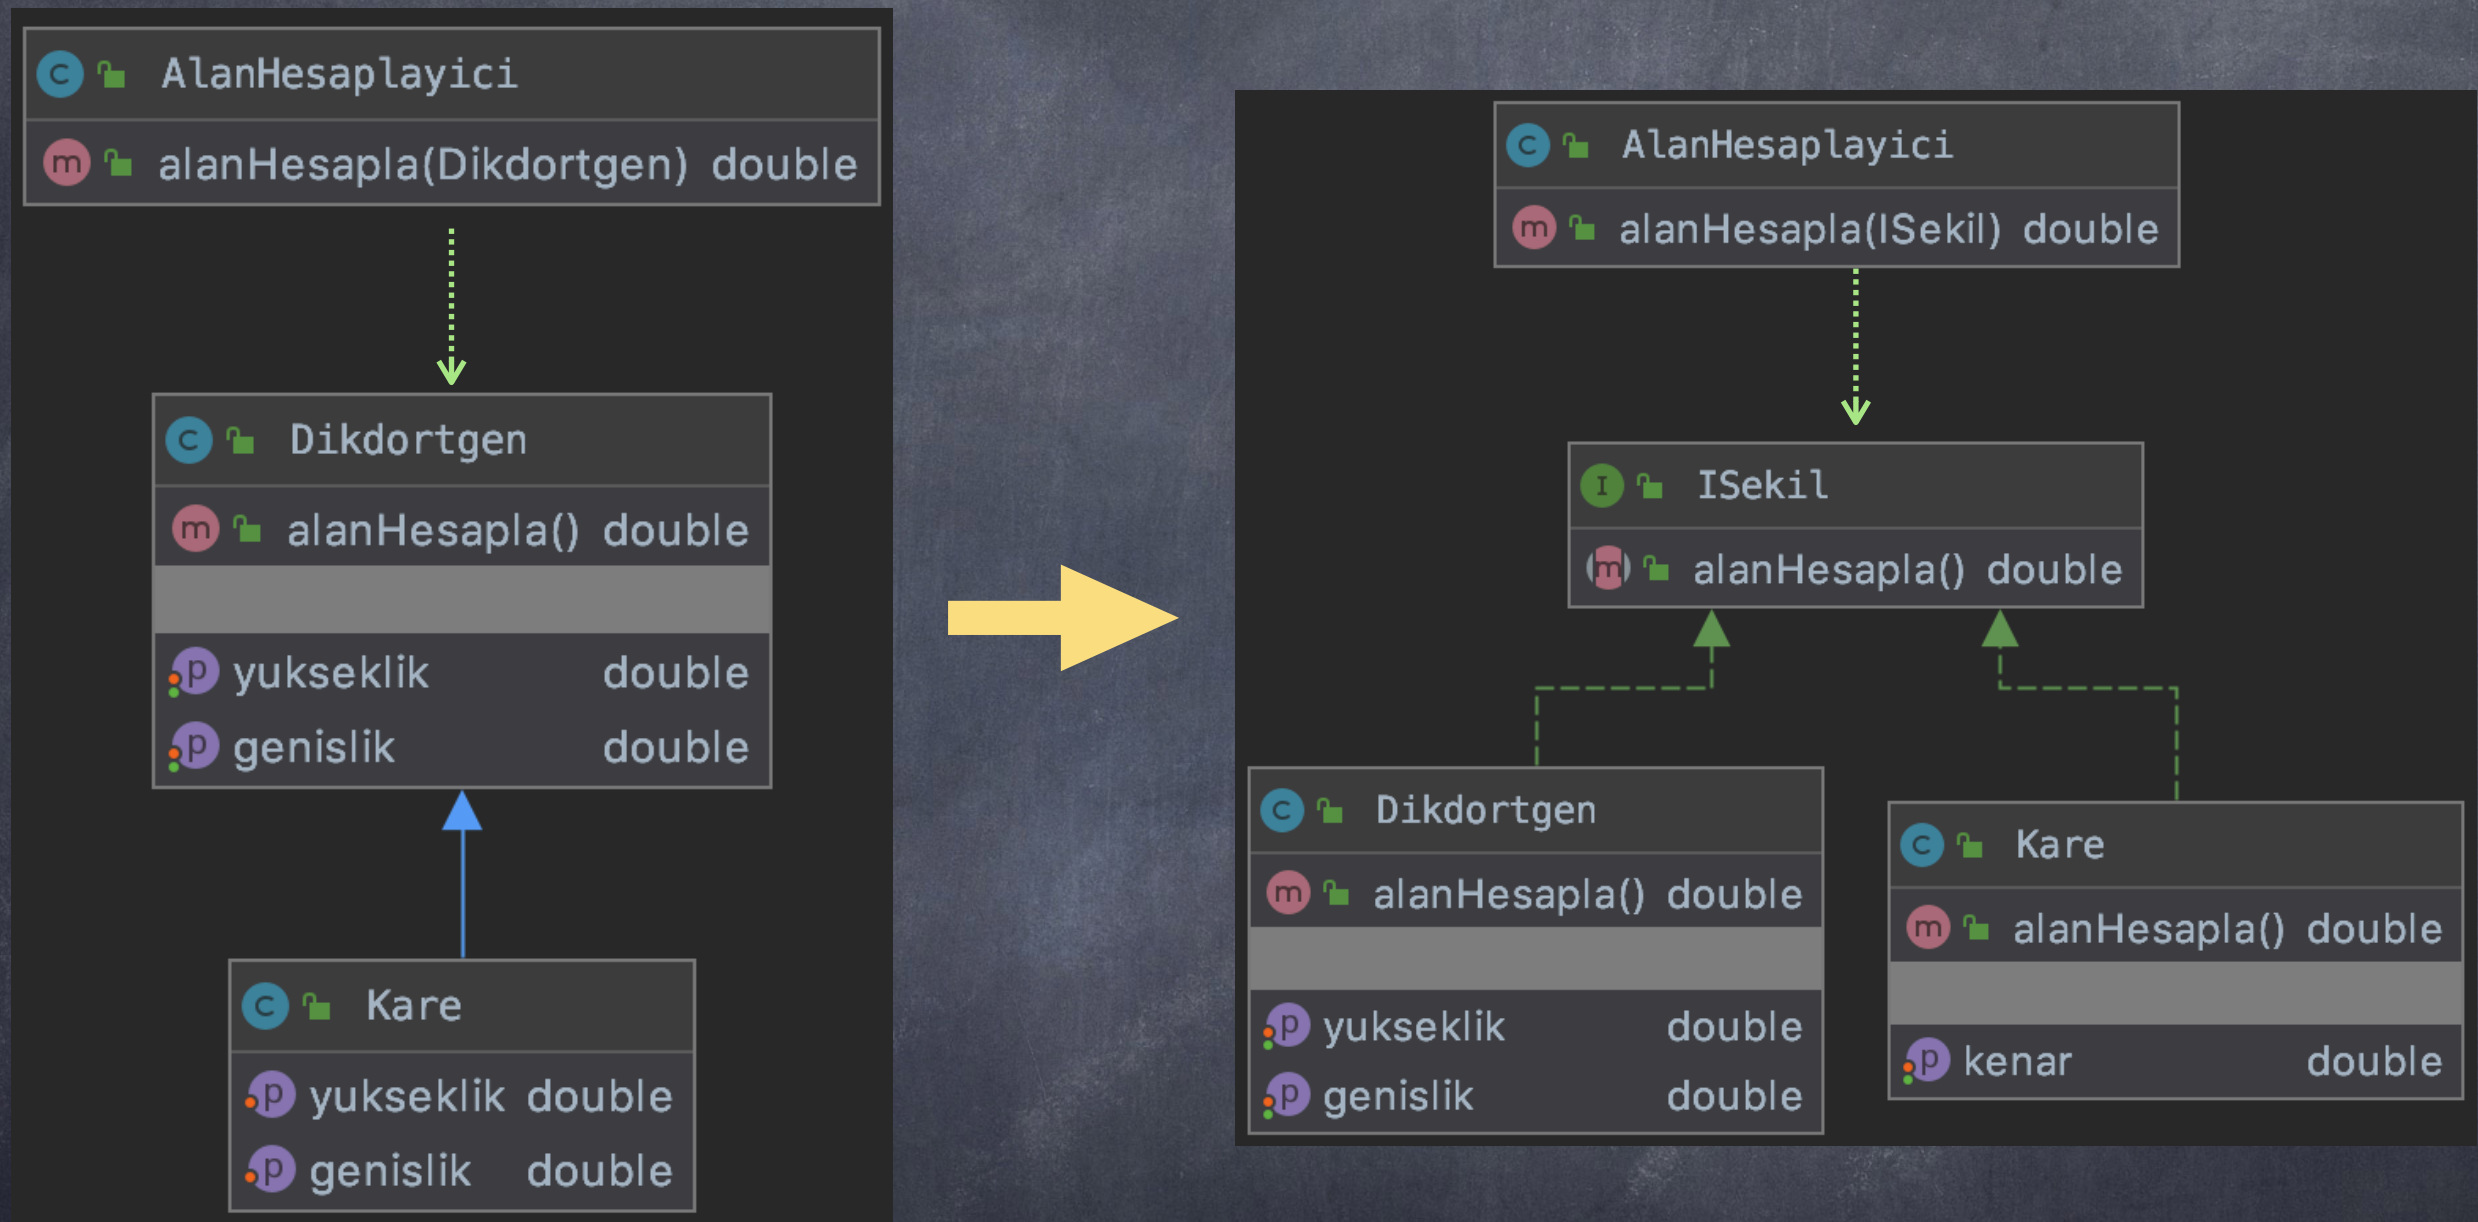 AlanHesaplayici
alanHesapla(Dikdortgen) double
Dikdortgen
alanHesapla() double
yukseklik double
genislik double
Kare
yukseklik double
genislik double
AlanHesaplayici
alanHesapla(ISekil) double
ISekil
alanHesapla() double
Dikdortgen
alanHesapla() double
yukseklik double
genislik double
Kare
alanHesapla() double
kenar double